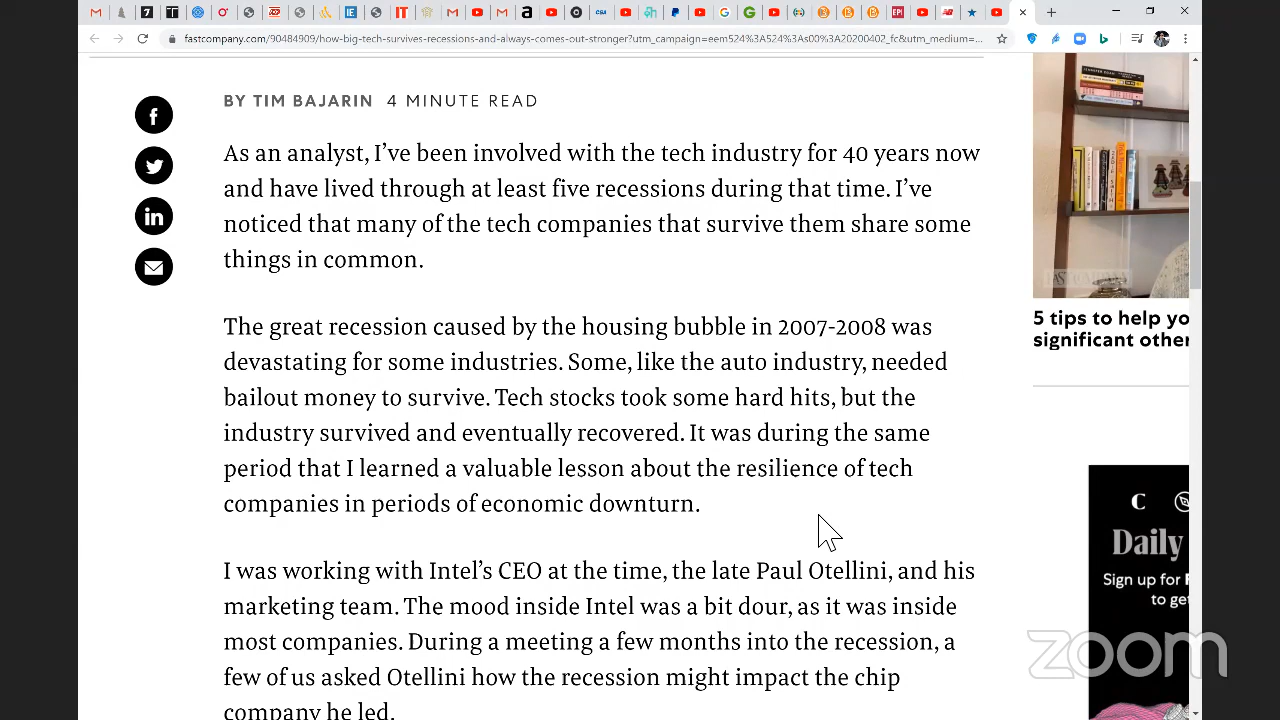 fastcompany.com/90484909/how-big-tech-survives-recessions-and-always-comes-out-stronger?utm_campaign=eem524%3A524%3As00%3A20200402_fc&utm_medium=...
BY TIM BAJARIN 4 MINUTE READ
As an analyst, I’ve been involved with the tech industry for 40 years now
and have lived through at least five recessions during that time. I’ve
noticed that many of the tech companies that survive them share some
things in common.
The great recession caused by the housing bubble in 2007-2008 was
devastating for some industries. Some, like the auto industry, needed
bailout money to survive. Tech stocks took some hard hits, but the
industry survived and eventually recovered. It was during the same
period that I learned a valuable lesson about the resilience of tech
companies in periods of economic downturn.
I was working with Intel’s CEO at the time, the late Paul Otellini, and his
marketing team. The mood inside Intel was a bit dour, as it was inside
most companies. During a meeting a few months into the recession, a
few of us asked Otellini how the recession might impact the chip
company he led.
5 tips to help yo
significant other
C
Daily
Sign up for F
to get
zoom